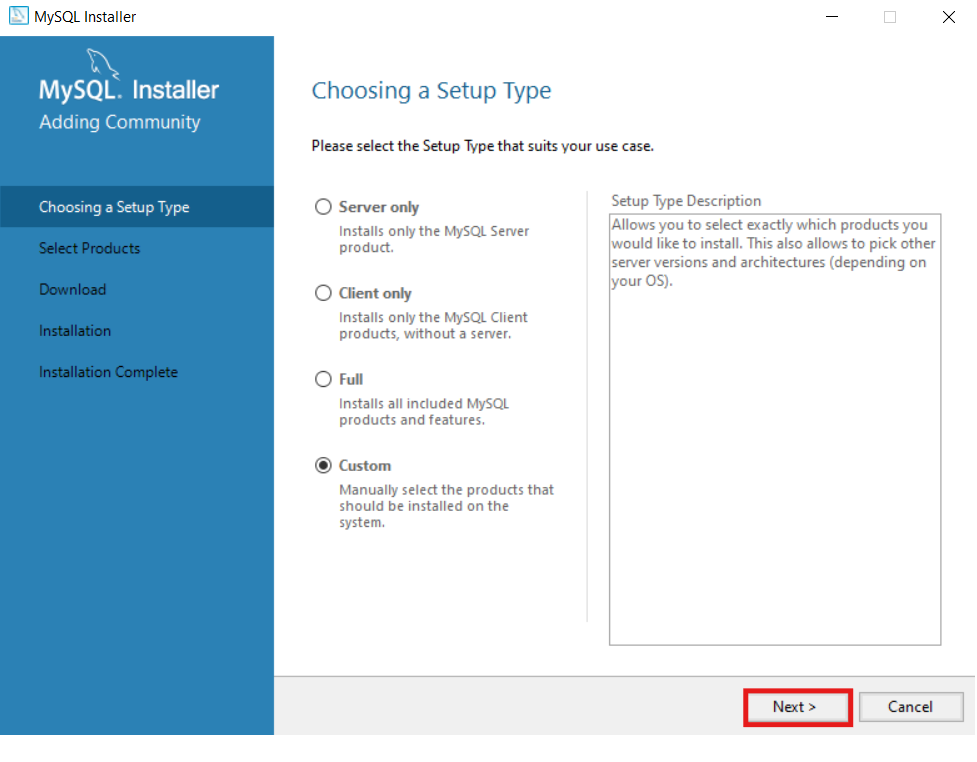 MySQL Installer
MySQL. Installer
Adding Community
Choosing a Setup Type
Select Products
Download
Installation
Installation Complete
Choosing a Setup Type
Please select the Setup Type that suits your use case.
Server only
Installs only the MySQL Server
product.
Client only
Installs only the MySQL Client
products, without a server.
Full
Installs all included MySQL
products and features.
Custom
Manually select the products that
should be installed on the
system.
Setup Type Description
Allows you to select exactly which products you
would like to install. This also allows to pick other
server versions and architectures (depending on
your OS).
Next >
Cancel